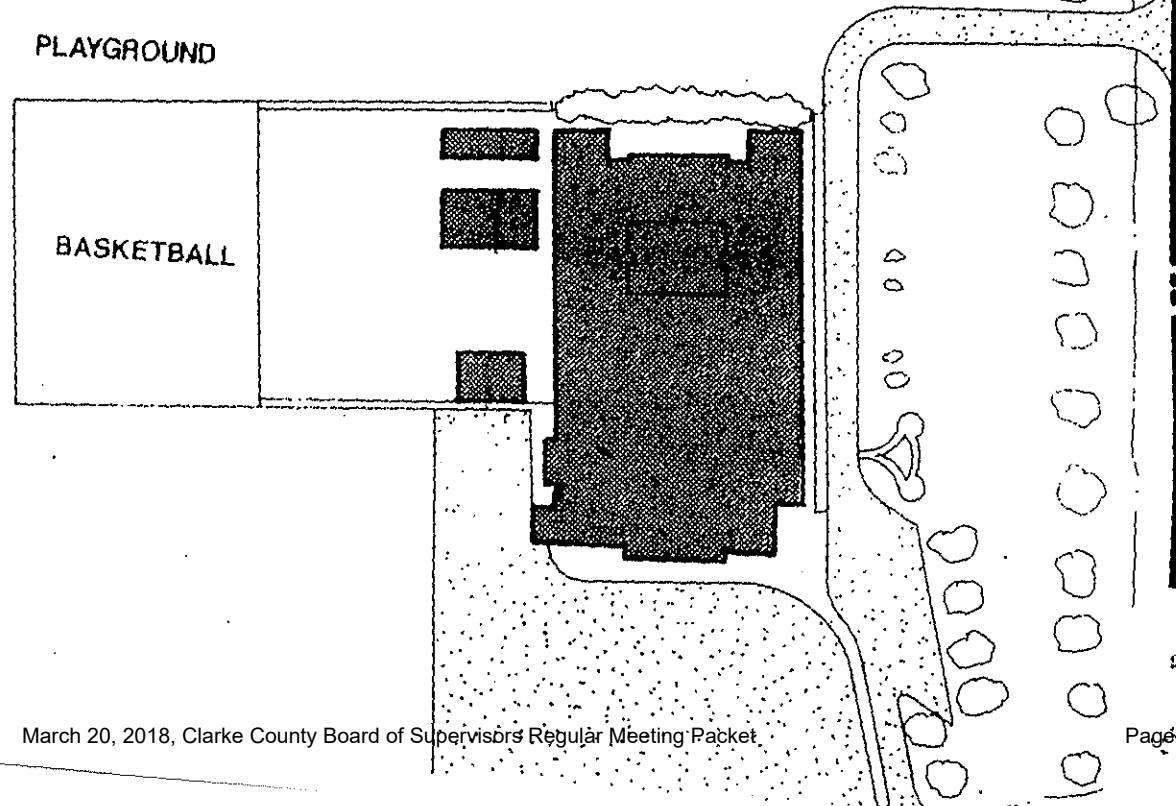 PLAYGROUND
BASKETBALL
March 20, 2018, Clarke County Board of Supervisors Regular Meeting Packet
Page